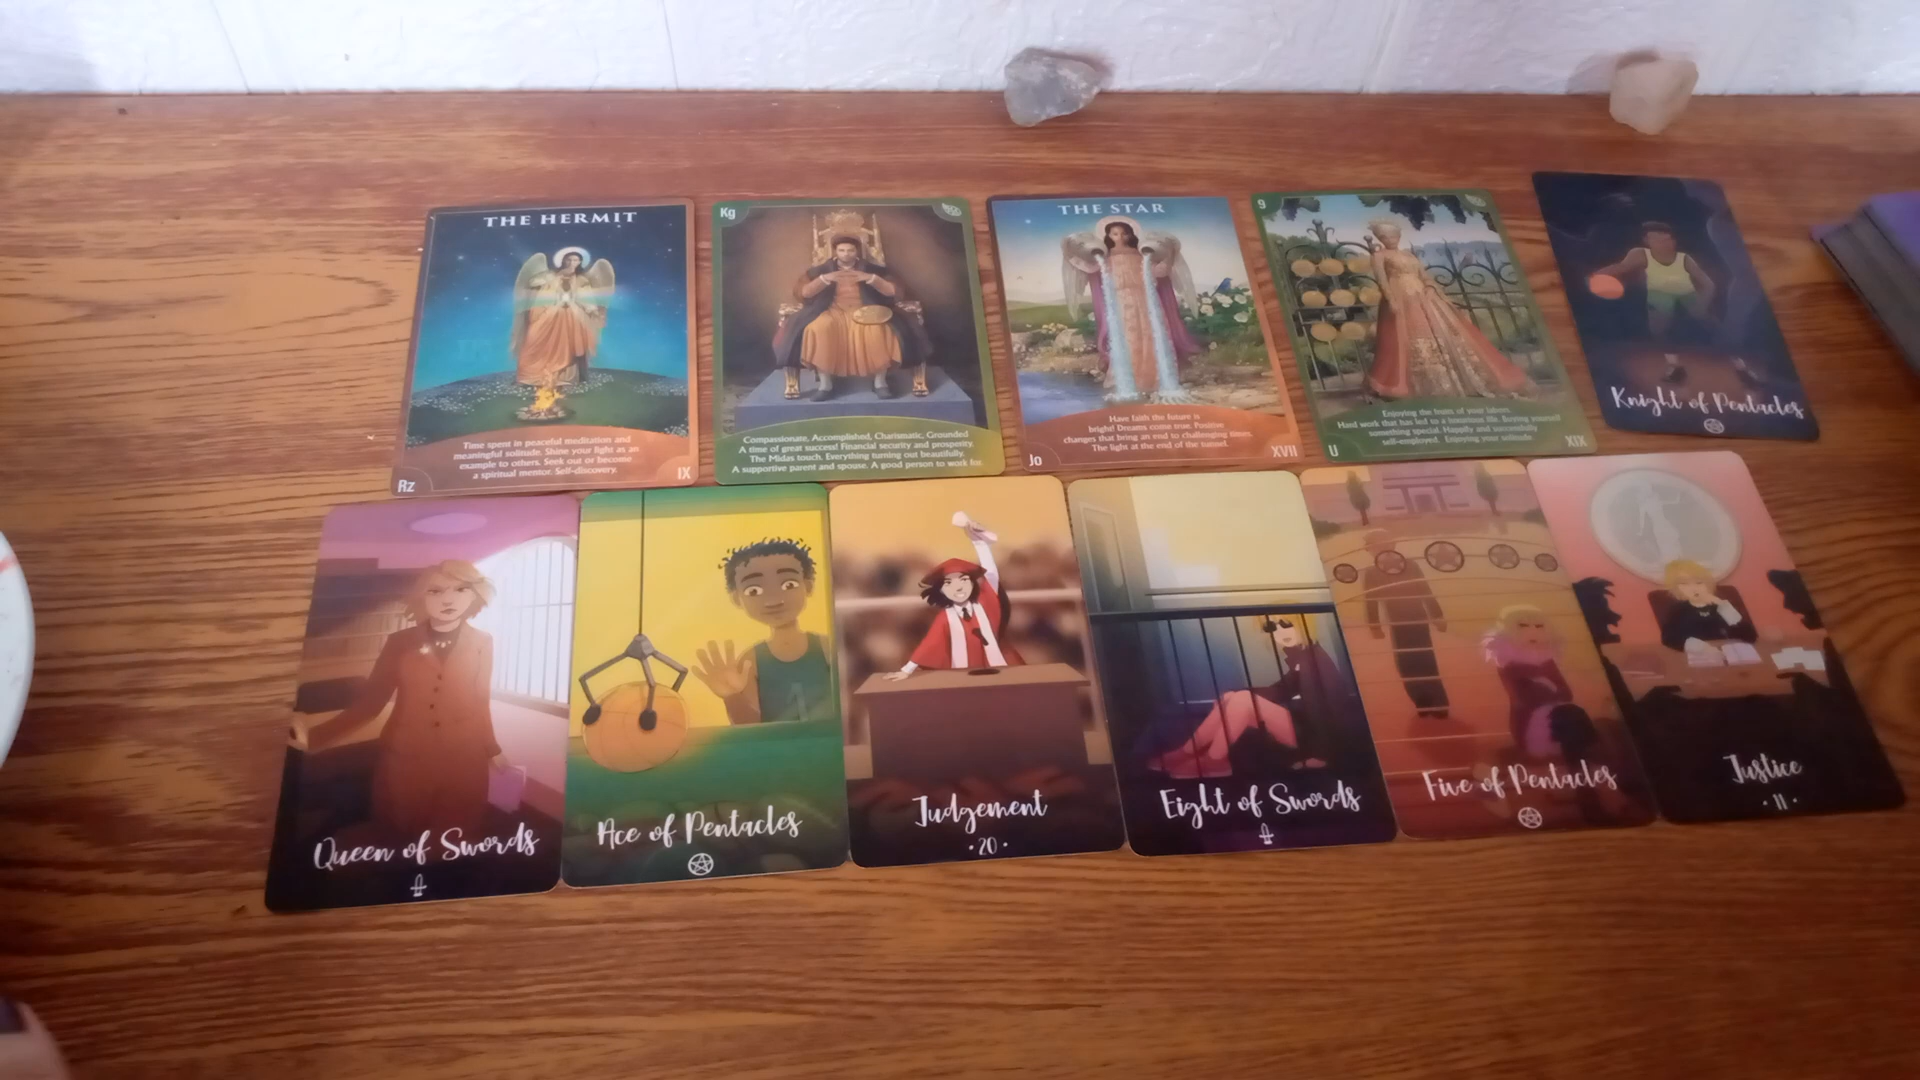 THE HERMIT
Time spent in peaceful meditation and
meaningful solitude. Shine your light as an
example to others. Seek out or become
a spiritual mentor. Self-discovery.
Rz
IX
Kg
Compassionate, Accomplished, Charismatic, Grounded
A time of great success! Financial security and prosperity.
The Midas touch. Everything turning out beautifully.
A supportive parent and spouse. A good person to work for.
THE STAR
Have faith the future is
bright! Dreams come true. Positive
changes that bring an end to challenging times.
The light at the end of the tunnel.
Jo
XVII
9
Enjoying the fruits of your labors.
Hard work that has led to a luxurious life. Buying yourself
something special. Happily and successfully
self-employed. Enjoying your solitude.
U
XIX
Knight of Pentacles
Queen of Swords
Ace of Pentacles
Judgement
·20·
Eight of Swords
Five of Pentacles
Justice
·11·